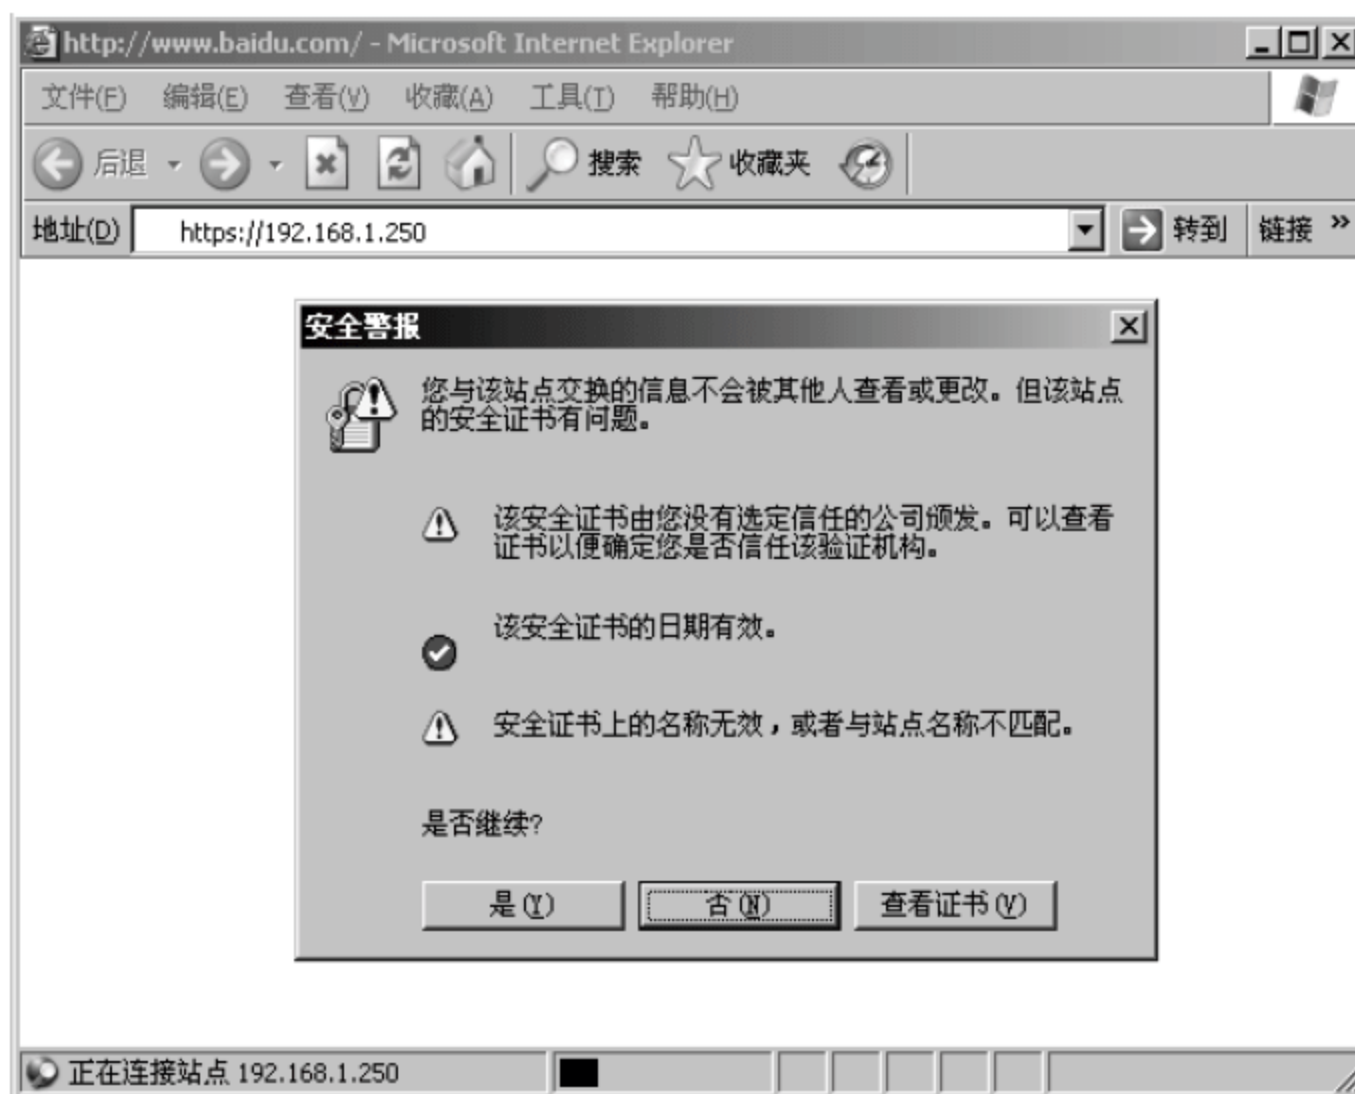 http://www.baidu.com/ - Microsoft Internet Explorer
文件(F) 编辑(E) 查看(V) 收藏(A) 工具(T) 帮助(H)
后退 搜索 收藏夹
地址(D) https://192.168.1.250 转到 链接 »
安全警报
您与该站点交换的信息不会被其他人查看或更改。但该站点
的安全证书有问题。
该安全证书由您没有选定信任的公司颁发。可以查看
证书以便确定您是否信任该验证机构。
该安全证书的日期有效。
安全证书上的名称无效，或者与站点名称不匹配。
是否继续?
是(Y) 否(N) 查看证书(V)
正在连接站点 192.168.1.250